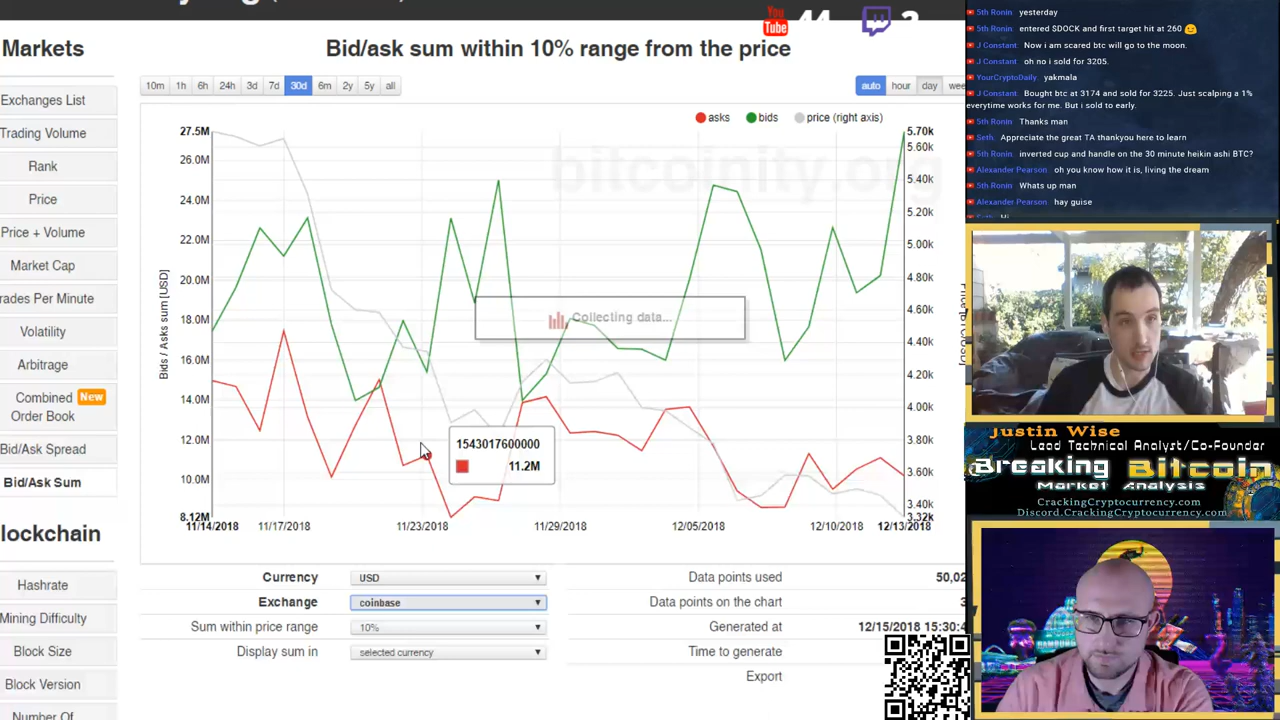 44
2
Markets
Bid/ask sum within 10% range from the price
Exchanges List
Trading Volume
Rank
Price
Price + Volume
Market Cap
rades Per Minute
Volatility
Arbitrage
Combined New
Order Book
Bid/Ask Spread
Bid/Ask Sum
lockchain
Hashrate
Mining Difficulty
Block Size
Block Version
Number Of
10m 1h 6h 24h 3d 7d 30d 6m 2y 5y all
auto hour day wee
asks bids price (right axis)
bitcoinity.org
27.5M
26.0M
24.0M
22.0M
20.0M
18.0M
16.0M
14.0M
12.0M
10.0M
8.12M
Bids / Asks sum [USD]
5.70k
5.60k
5.40k
5.20k
5.00k
4.80k
4.60k
4.40k
4.20k
4.00k
3.80k
3.60k
3.40k
3.32k
Collecting data...
1543017600000
11.2M
11/14/2018 11/17/2018 11/23/2018 11/29/2018 12/05/2018 12/10/2018 12/13/2018
Currency USD
Exchange coinbase
Sum within price range 10%
Display sum in selected currency
Data points used 50,02
Data points on the chart 3
Generated at 12/15/2018 15:30:4
Time to generate
Export
5th Ronin yesterday
5th Ronin entered $DOCK and first target hit at 260
J Constant Now i am scared btc will go to the moon.
J Constant oh no i sold for 3205.
YourCryptoDaily yakmala
J Constant Bought btc at 3174 and sold for 3225. Just scalping a 1%
everytime works for me. But i sold to early.
5th Ronin Thanks man
Seth Appreciate the great TA thankyou here to learn
5th Ronin inverted cup and handle on the 30 minute heikin ashi BTC?
Alexander Pearson oh you know how it is, living the dream
5th Ronin Whats up man
Alexander Pearson hay guise
Justin Wise
Lead Technical Analyst/Co-Founder
Breaking Bitcoin
Market Analysis
CrackingCryptocurrency.com
Discord.CrackingCryptocurrency.com